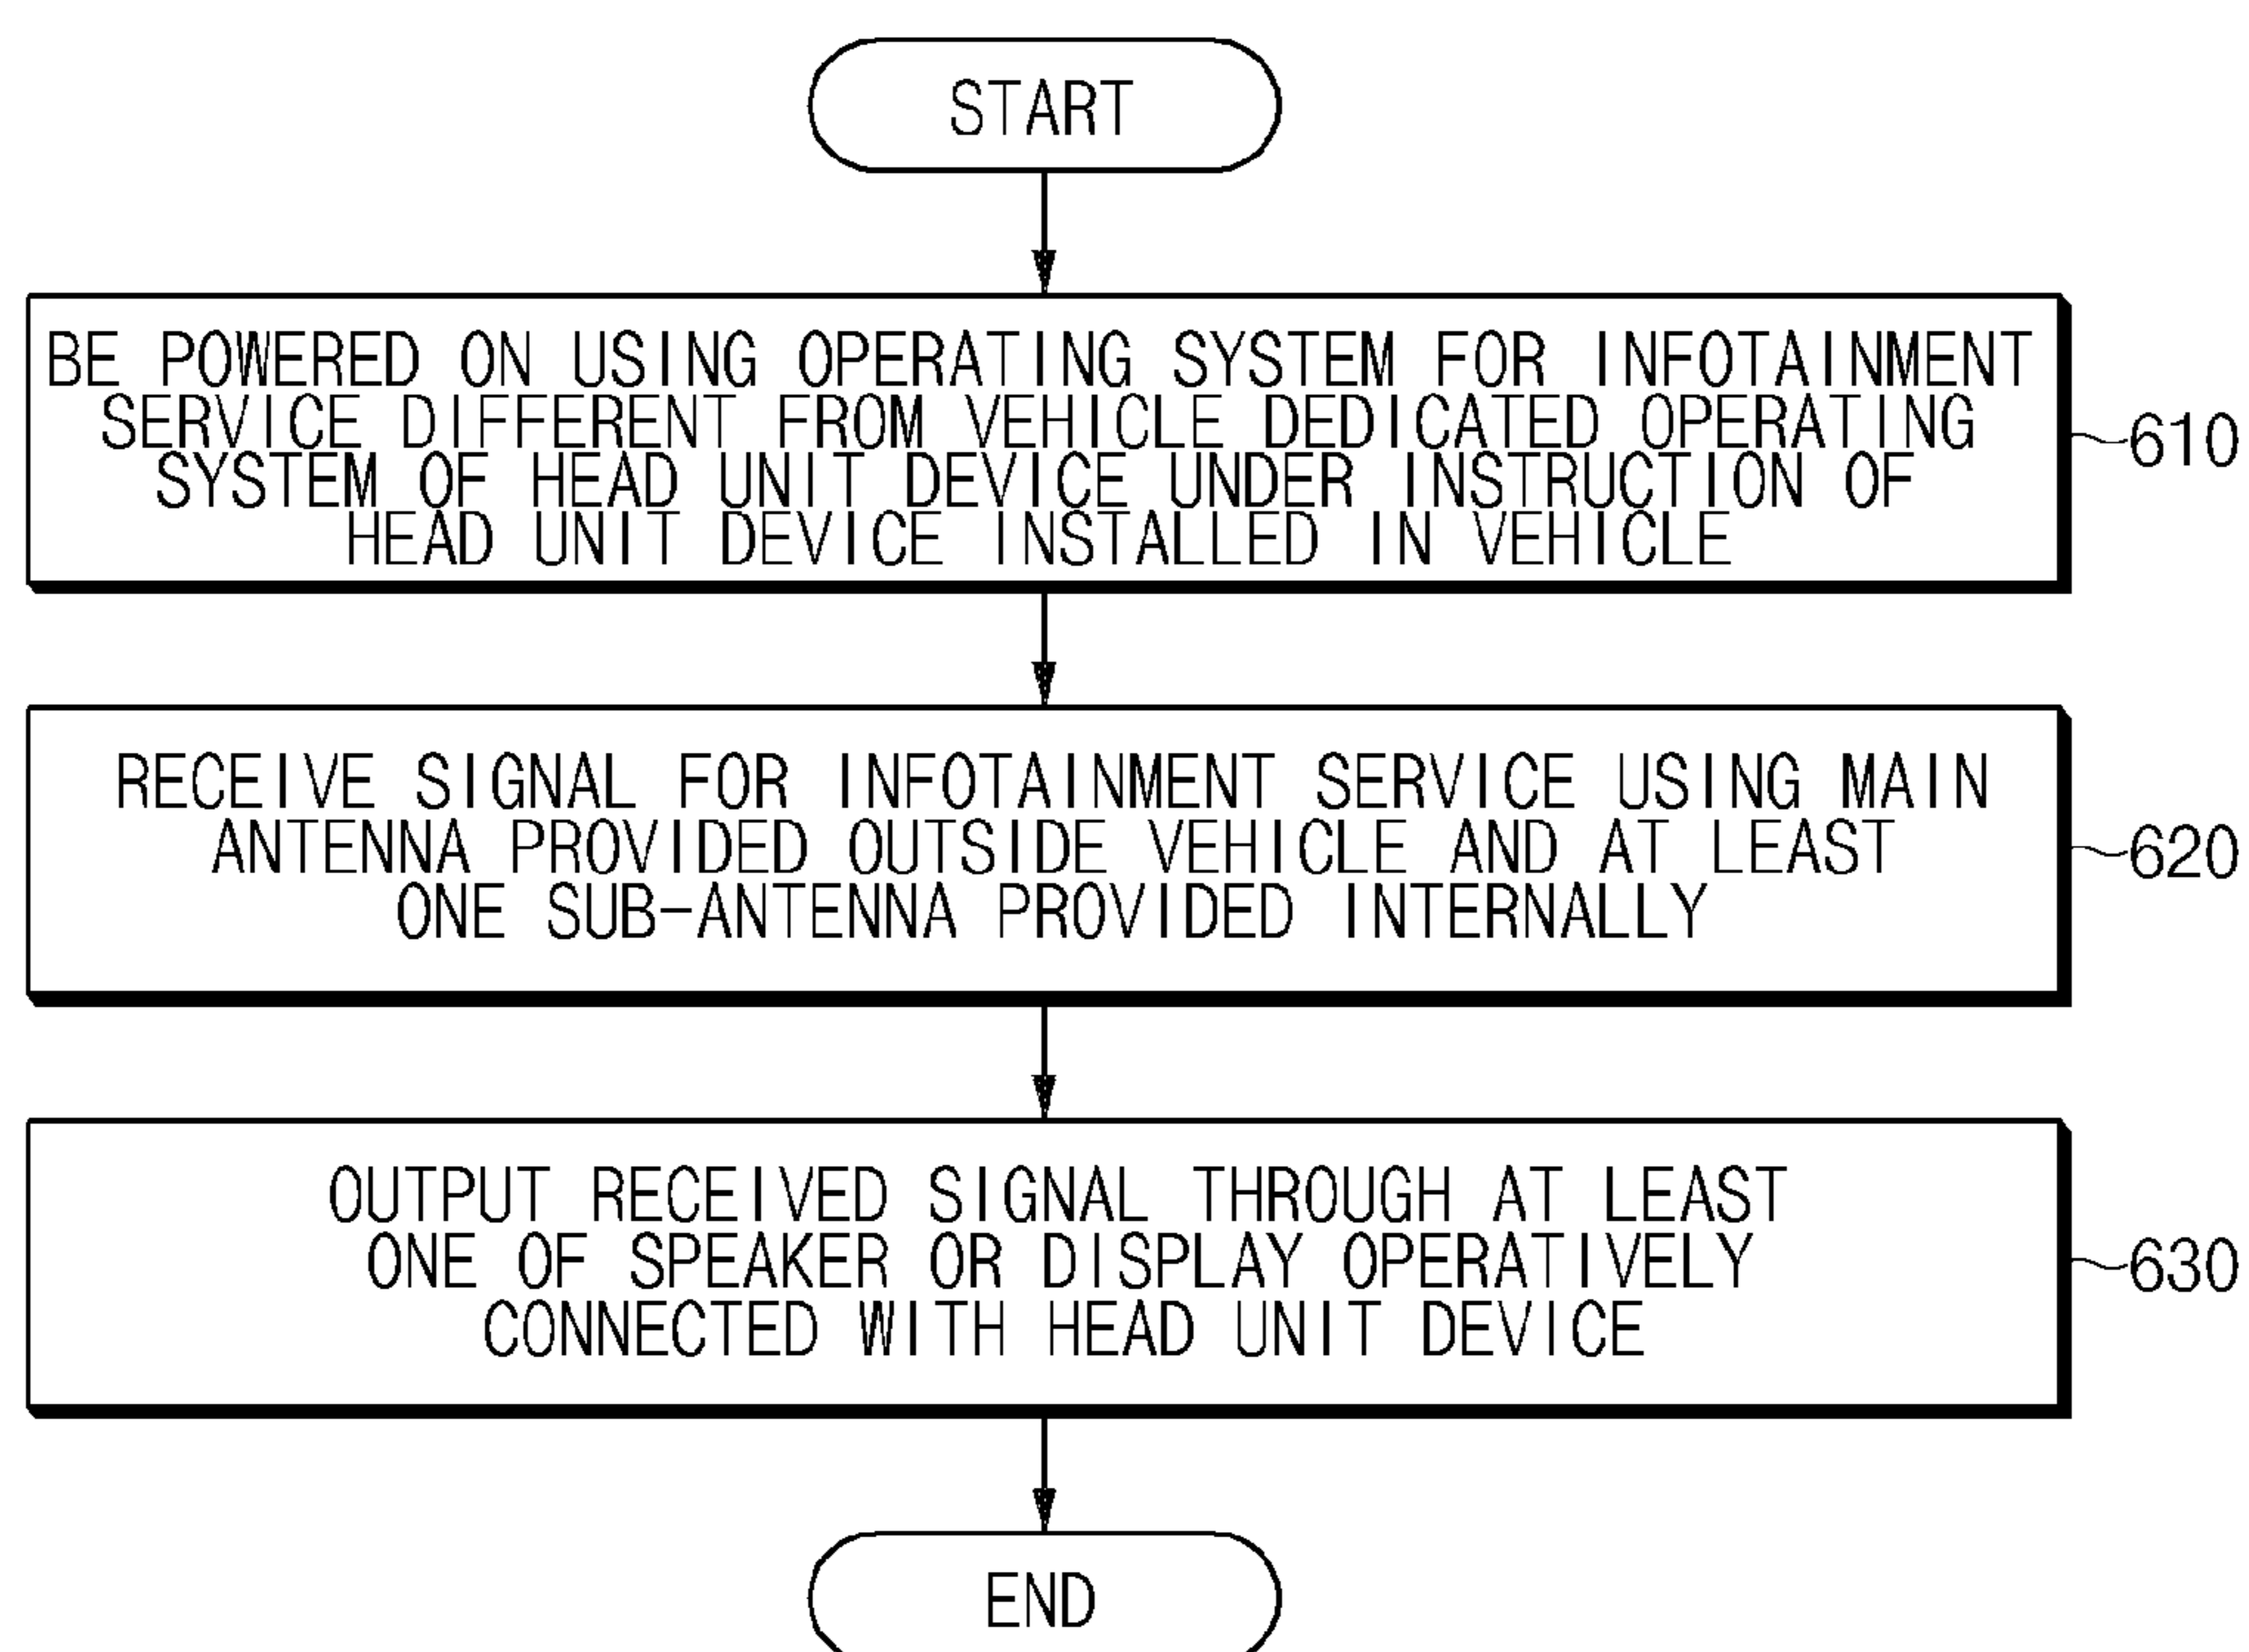 START
BE POWERED ON USING OPERATING SYSTEM FOR INFOTAINMENT
SERVICE DIFFERENT FROM VEHICLE DEDICATED OPERATING
SYSTEM OF HEAD UNIT DEVICE UNDER INSTRUCTION OF
HEAD UNIT DEVICE INSTALLED IN VEHICLE
610
RECEIVE SIGNAL FOR INFOTAINMENT SERVICE USING MAIN
ANTENNA PROVIDED OUTSIDE VEHICLE AND AT LEAST
ONE SUB-ANTENNA PROVIDED INTERNALLY
620
OUTPUT RECEIVED SIGNAL THROUGH AT LEAST
ONE OF SPEAKER OR DISPLAY OPERATIVELY
CONNECTED WITH HEAD UNIT DEVICE
630
END